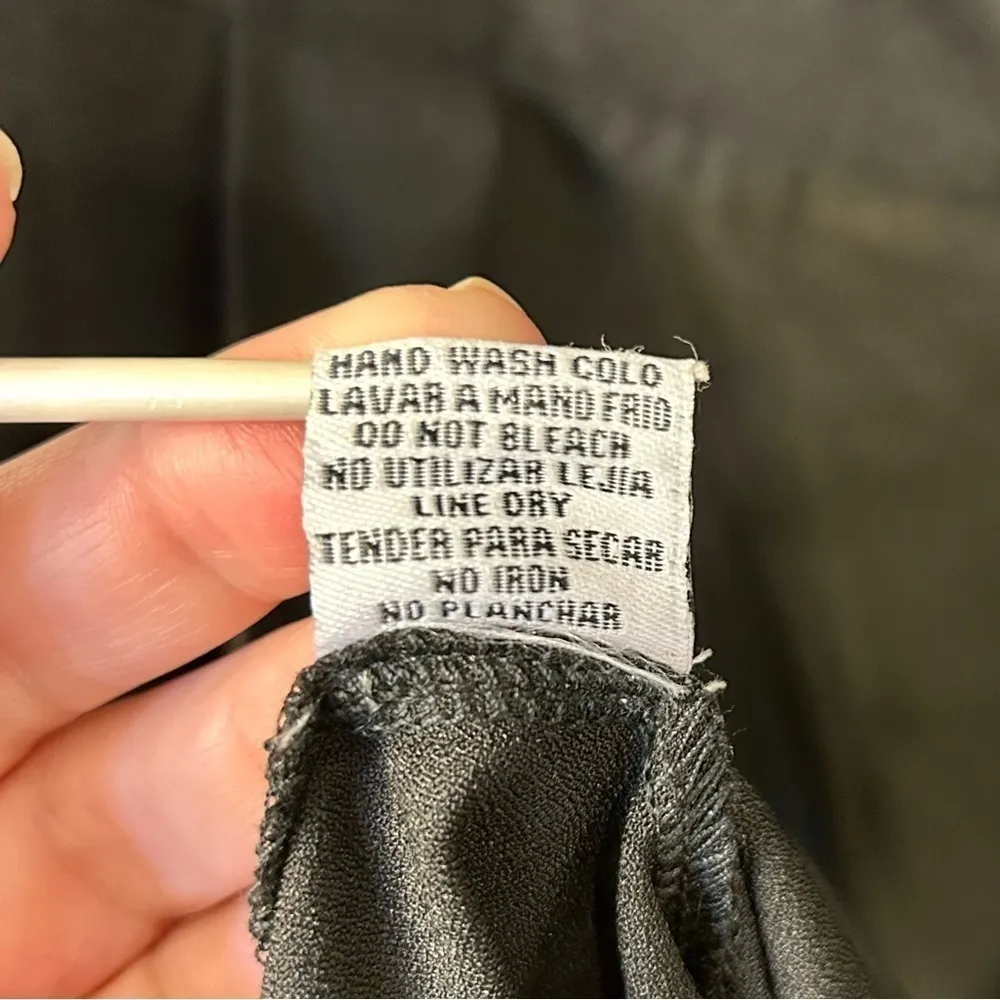 HAND WASH COLD
LAVAR A MANO FRIO
DO NOT BLEACH
NO UTILIZAR LEJIA
LINE DRY
TENDER PARA SECAR
NO IRON
NO PLANCHAR